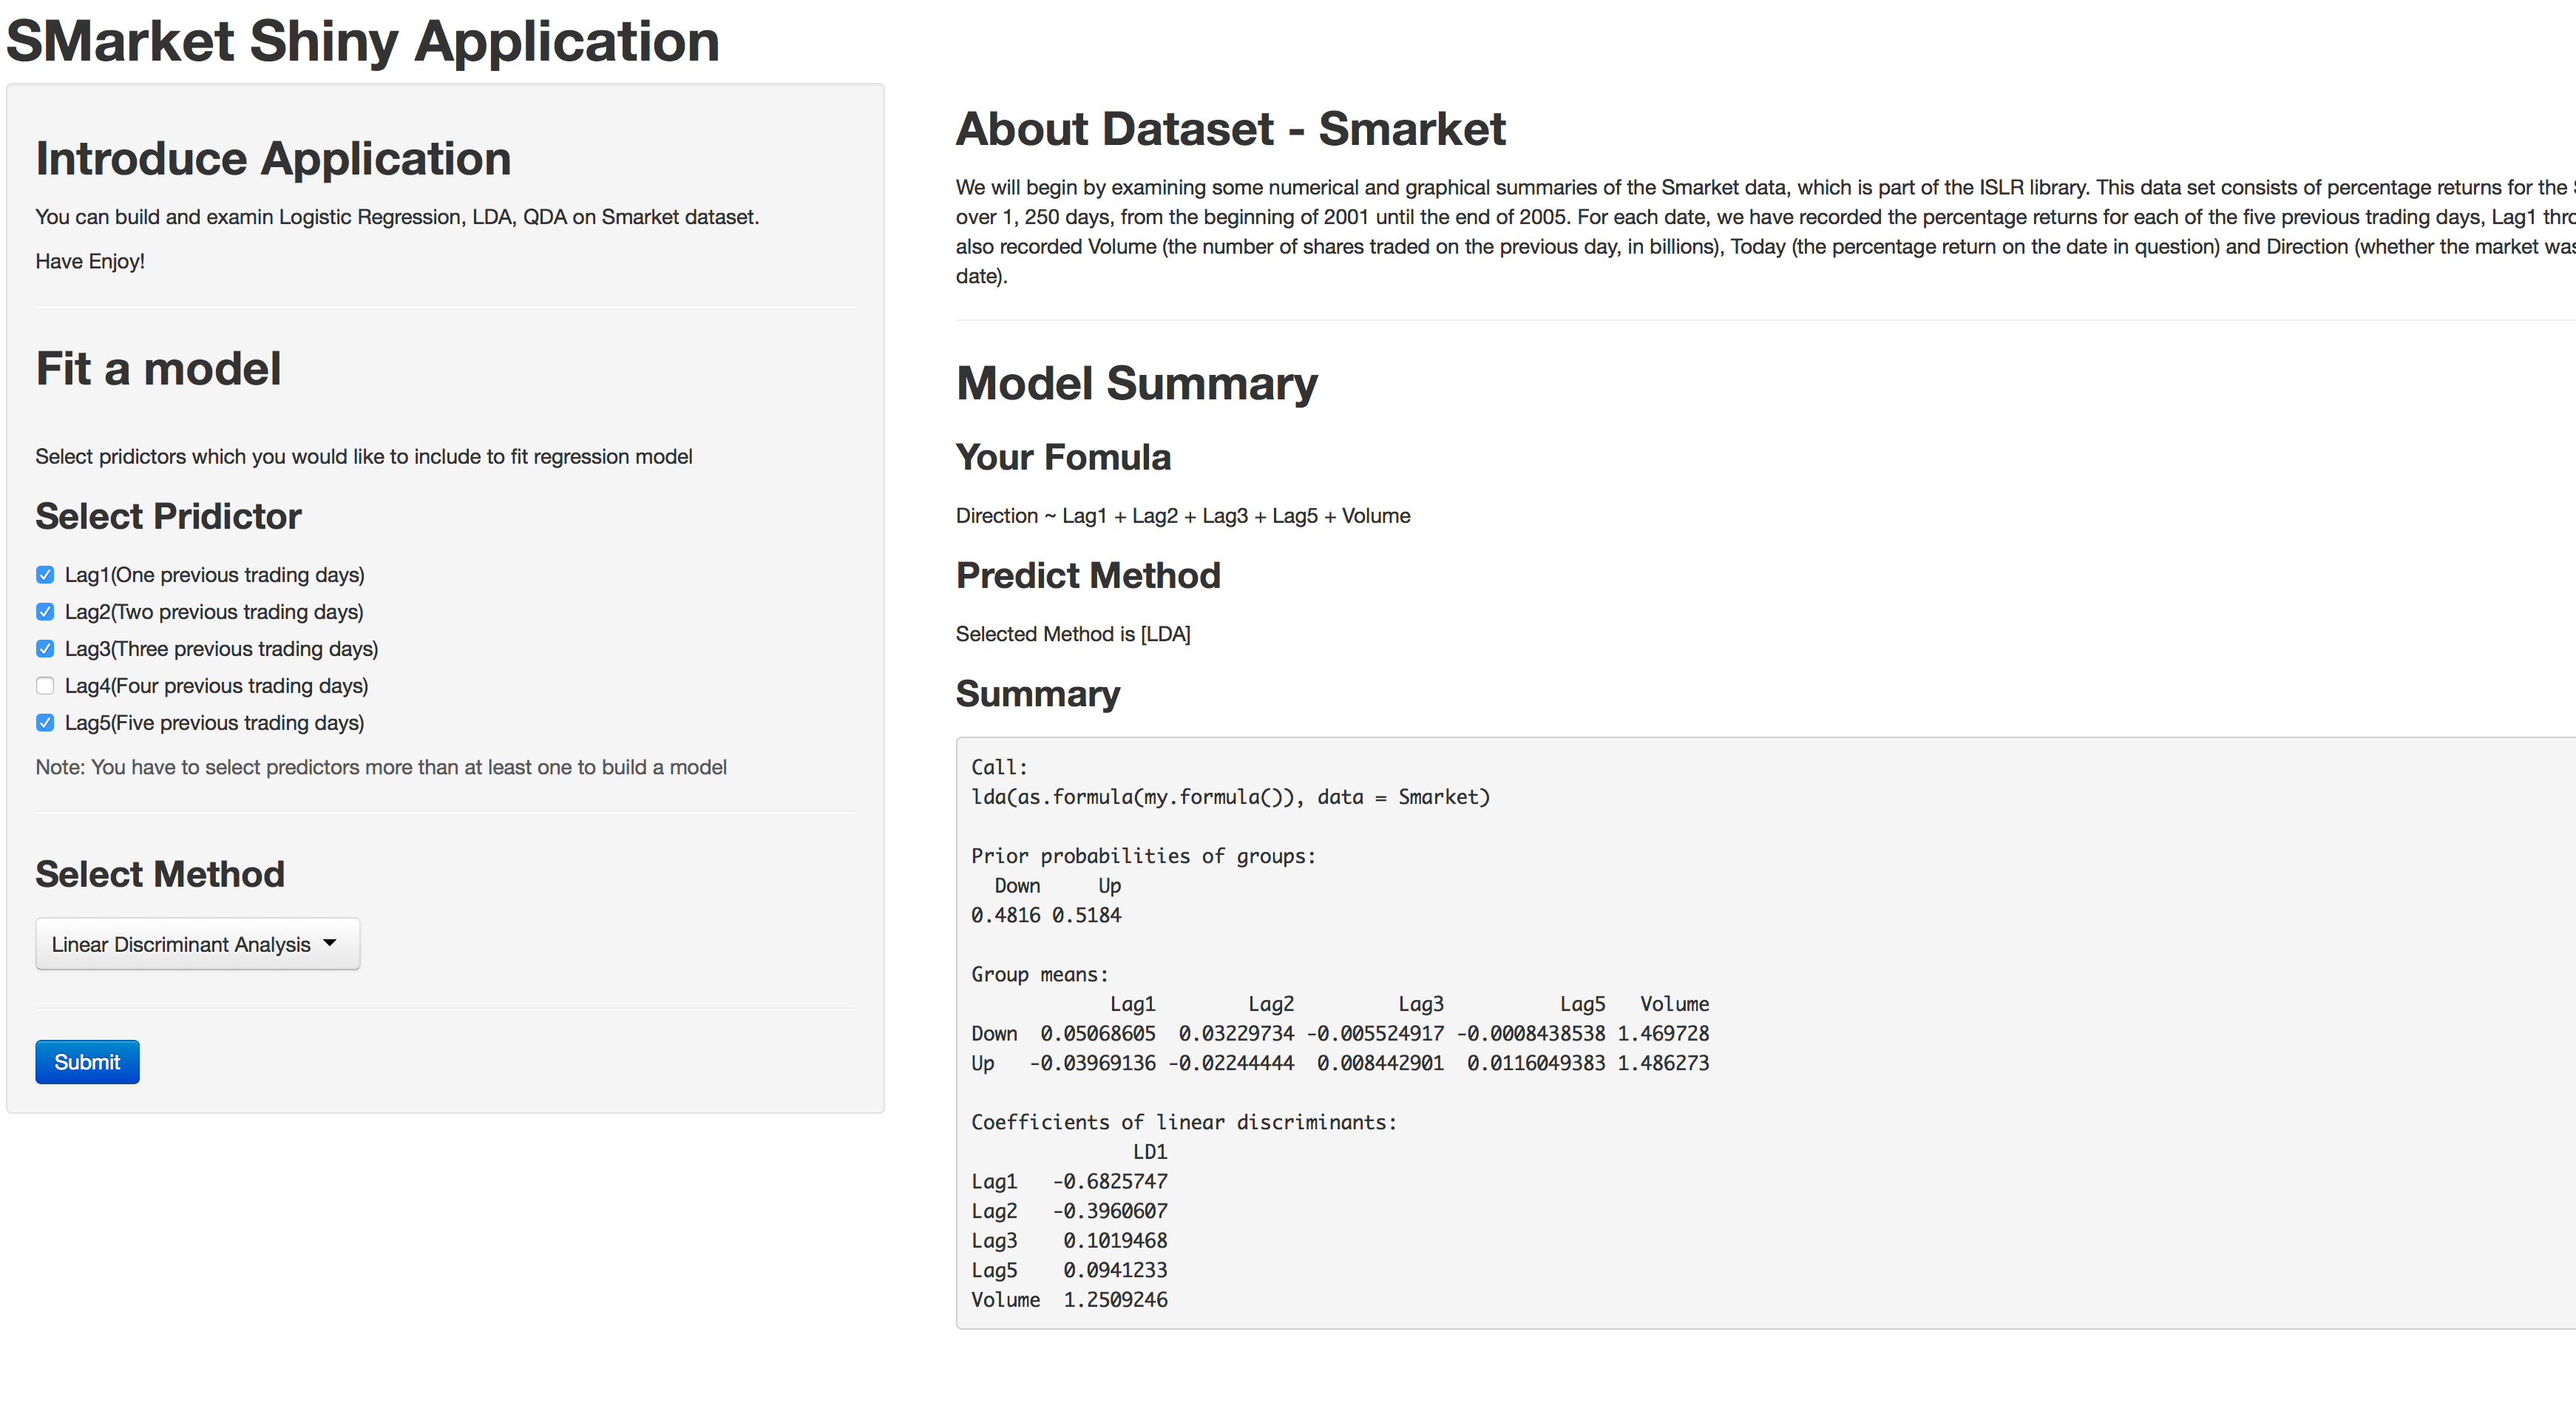 SMarket Shiny Application
Introduce Application
You can build and examin Logistic Regression, LDA, QDA on Smarket dataset.
Have Enjoy!
Fit a model
Select pridictors which you would like to include to fit regression model
Select Pridictor
Lag1(One previous trading days)
Lag2(Two previous trading days)
Lag3(Three previous trading days)
Lag4(Four previous trading days)
Lag5(Five previous trading days)
Note: You have to select predictors more than at least one to build a model
Select Method
Linear Discriminant Analysis
Submit
About Dataset - Smarket
We will begin by examining some numerical and graphical summaries of the Smarket data, which is part of the ISLR library. This data set consists of percentage returns for the
over 1, 250 days, from the beginning of 2001 until the end of 2005. For each date, we have recorded the percentage returns for each of the five previous trading days, Lag1
also recorded Volume (the number of shares traded on the previous day, in billions), Today (the percentage return on the date in question) and Direction (whether the market was
date).
Model Summary
Your Fomula
Direction ~ Lag1 + Lag2 + Lag3 + Lag5 + Volume
Predict Method
Selected Method is [LDA]
Summary
Call:
lda(as.formula(my.formula()), data = Smarket)
Prior probabilities of groups:
Down Up
0.4816 0.5184
Group means:
Lag1 Lag2 Lag3 Lag5 Volume
Down 0.05068605 0.03229734 -0.005524917 -0.0008438538 1.469728
Up -0.03969136 -0.02244444 0.008442901 0.0116049383 1.486273
Coefficients of linear discriminants:
LD1
Lag1 -0.6825747
Lag2 -0.3960607
Lag3 0.1019468
Lag5 0.0941233
Volume 1.2509246